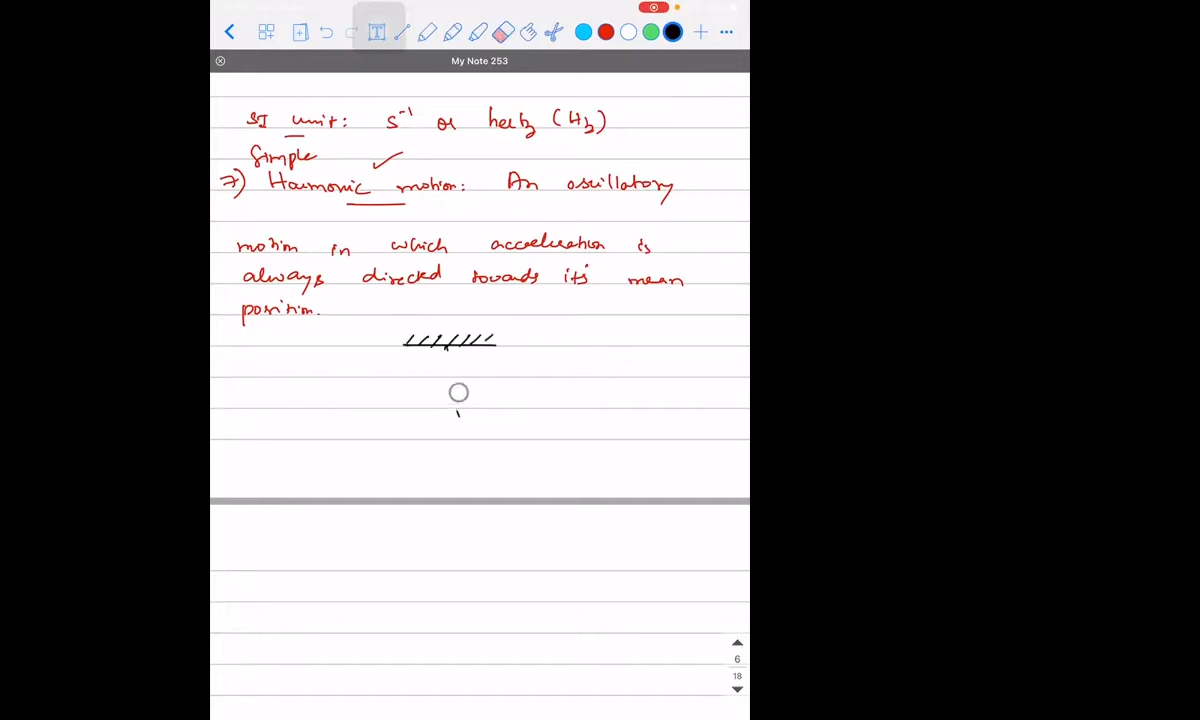 My Note 253
SI unit: s⁻¹ or hertz (Hz)
Simple
7) Harmonic motion: An oscillatory
motion in which acceleration is
always directed towards its mean
position.
6
18